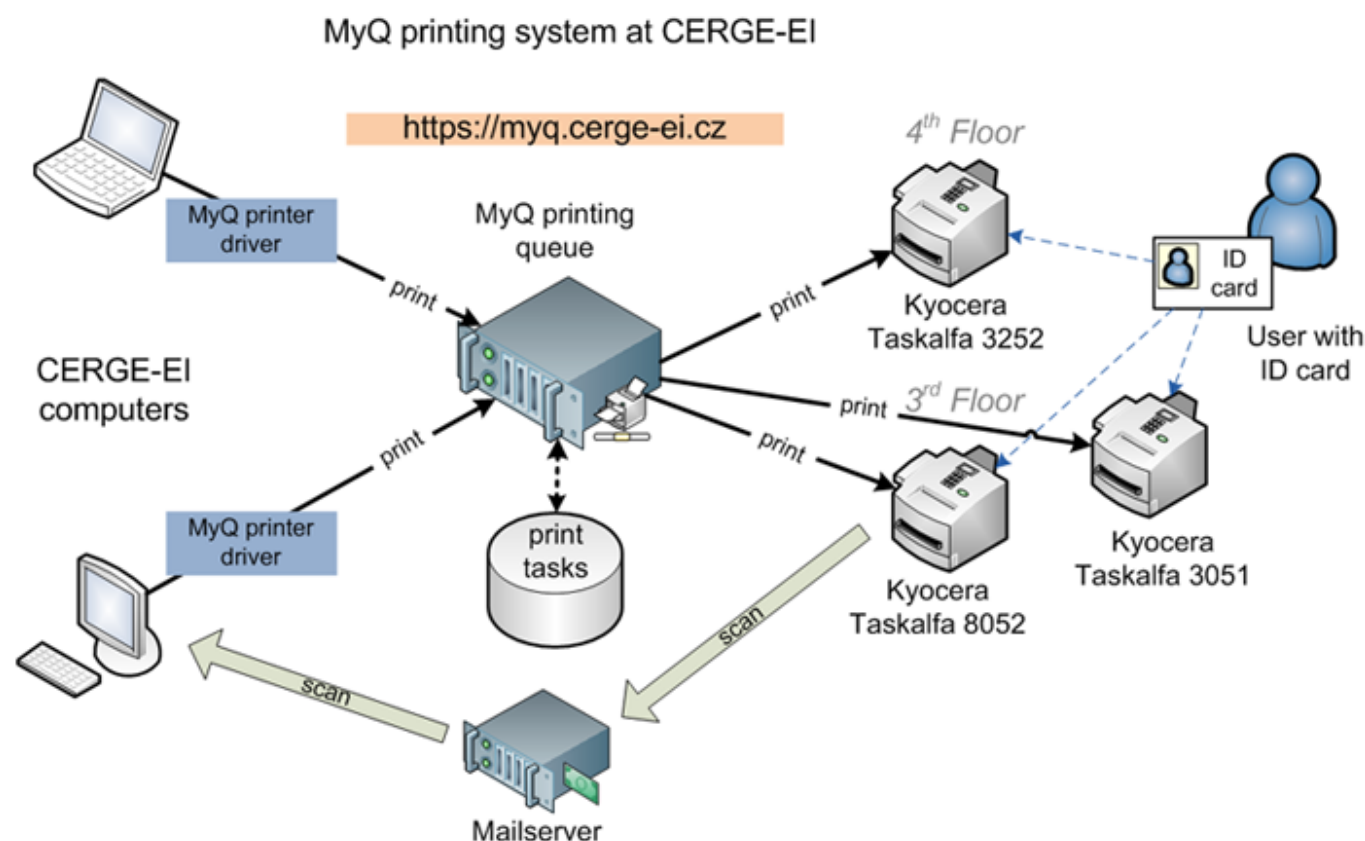 MyQ printing system at CERGE-EI
https://myq.cerge-ei.cz
4th Floor
MyQ printer
driver
MyQ printing
queue
print
print
ID
card
Kyocera
Taskalfa 3252
User with
ID card
CERGE-EI
computers
print
3rd Floor
print
print
MyQ printer
driver
print
tasks
Kyocera
Taskalfa 3051
Kyocera
Taskalfa 8052
scan
scan
Mailserver